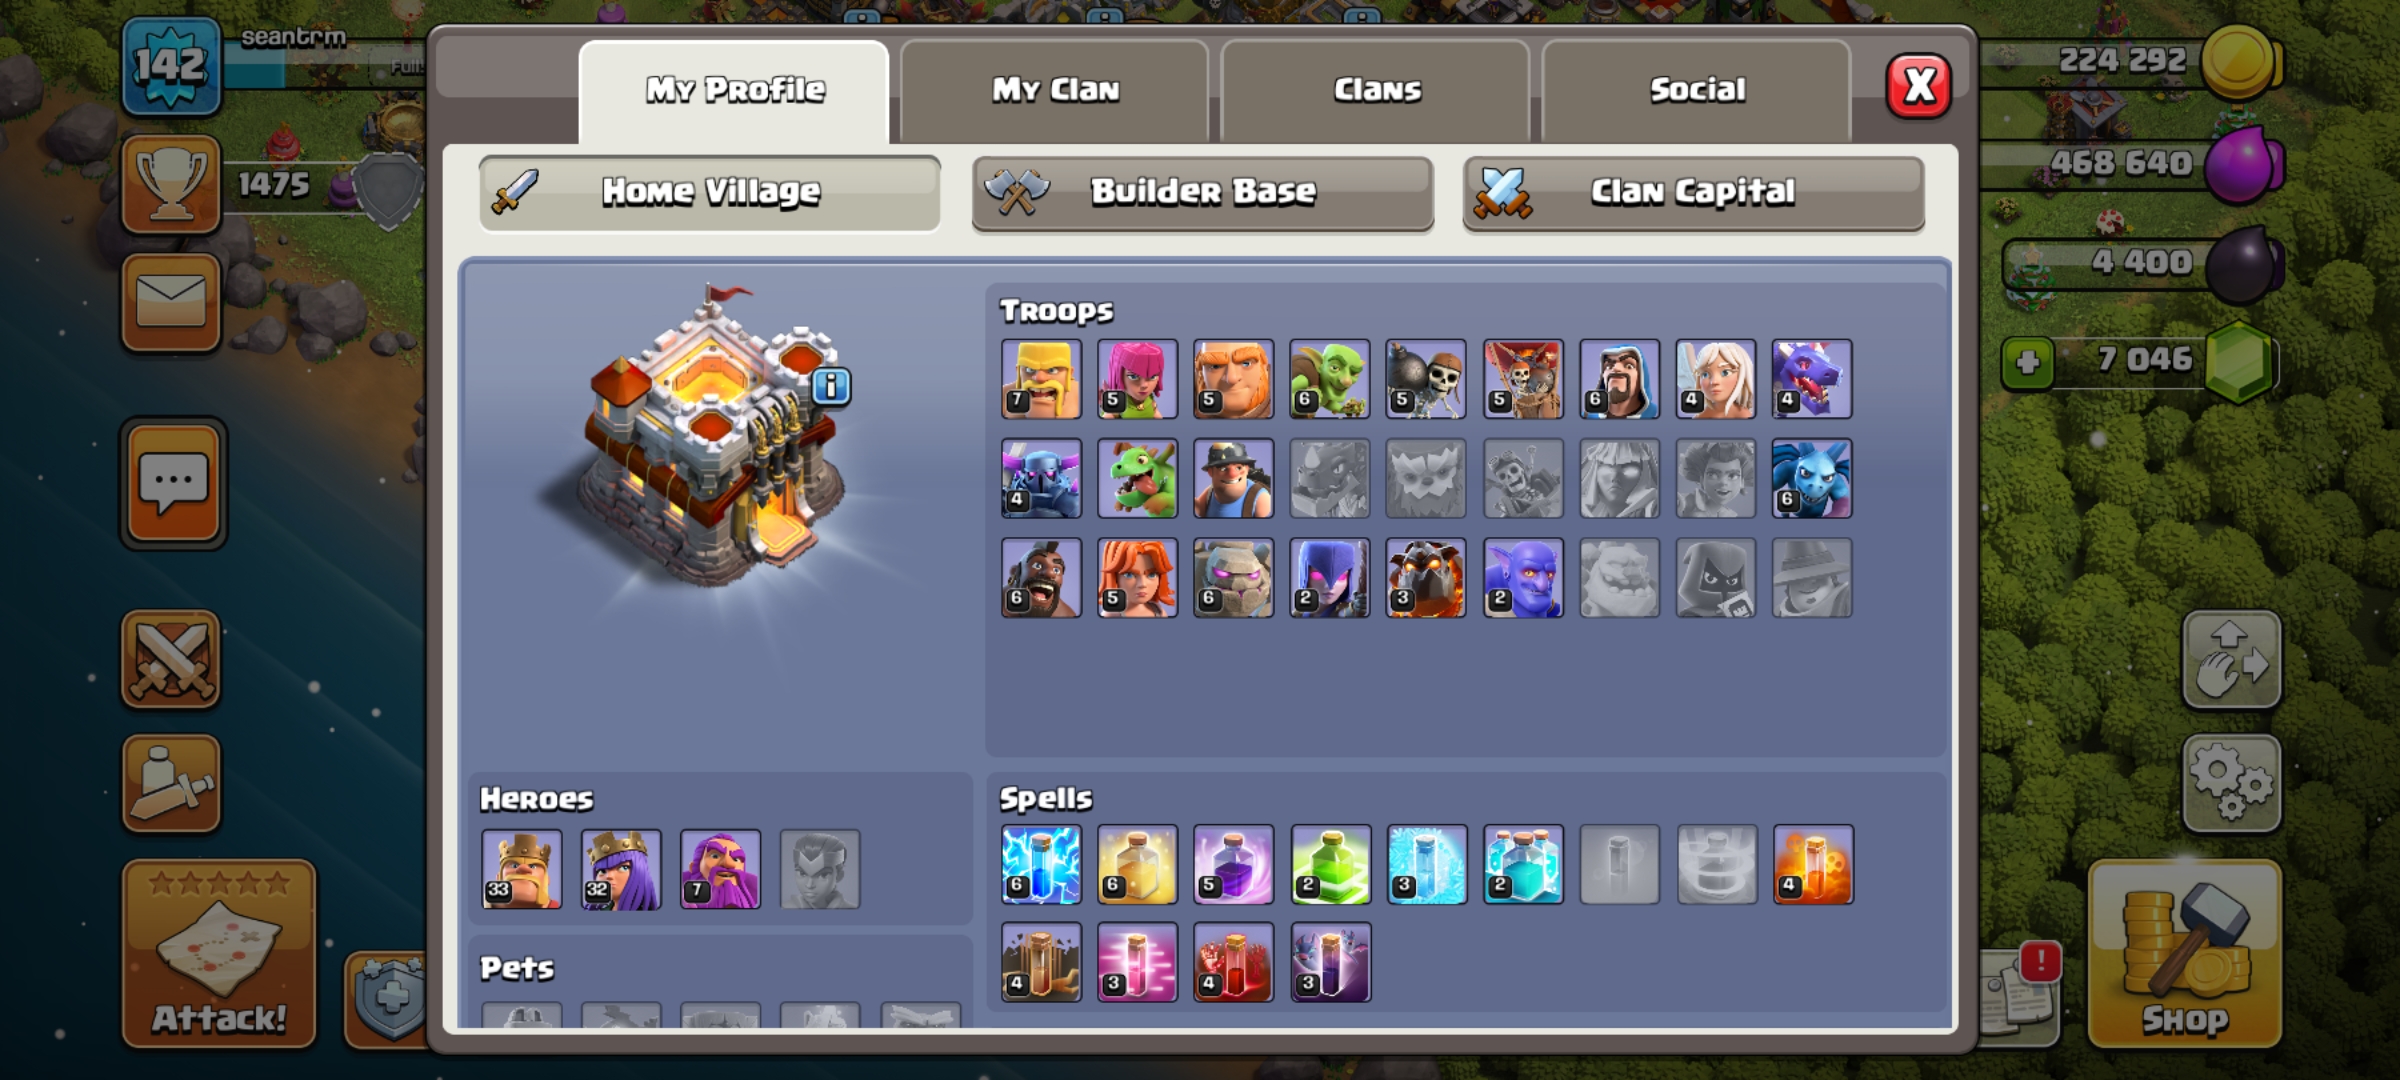 142
seantrm
Full!
1475
224 292
468 640
4 400
7 046
My Profile
My Clan
Clans
Social
X
Home Village
Builder Base
Clan Capital
i
Troops
7 5 5 6 5 5 6 4 4
4 6
6 5 6 2 3 2
Heroes
33 32 7
Pets
Spells
6 6 5 2 3 2 4
4 3 4 3
Attack!
!
Shop